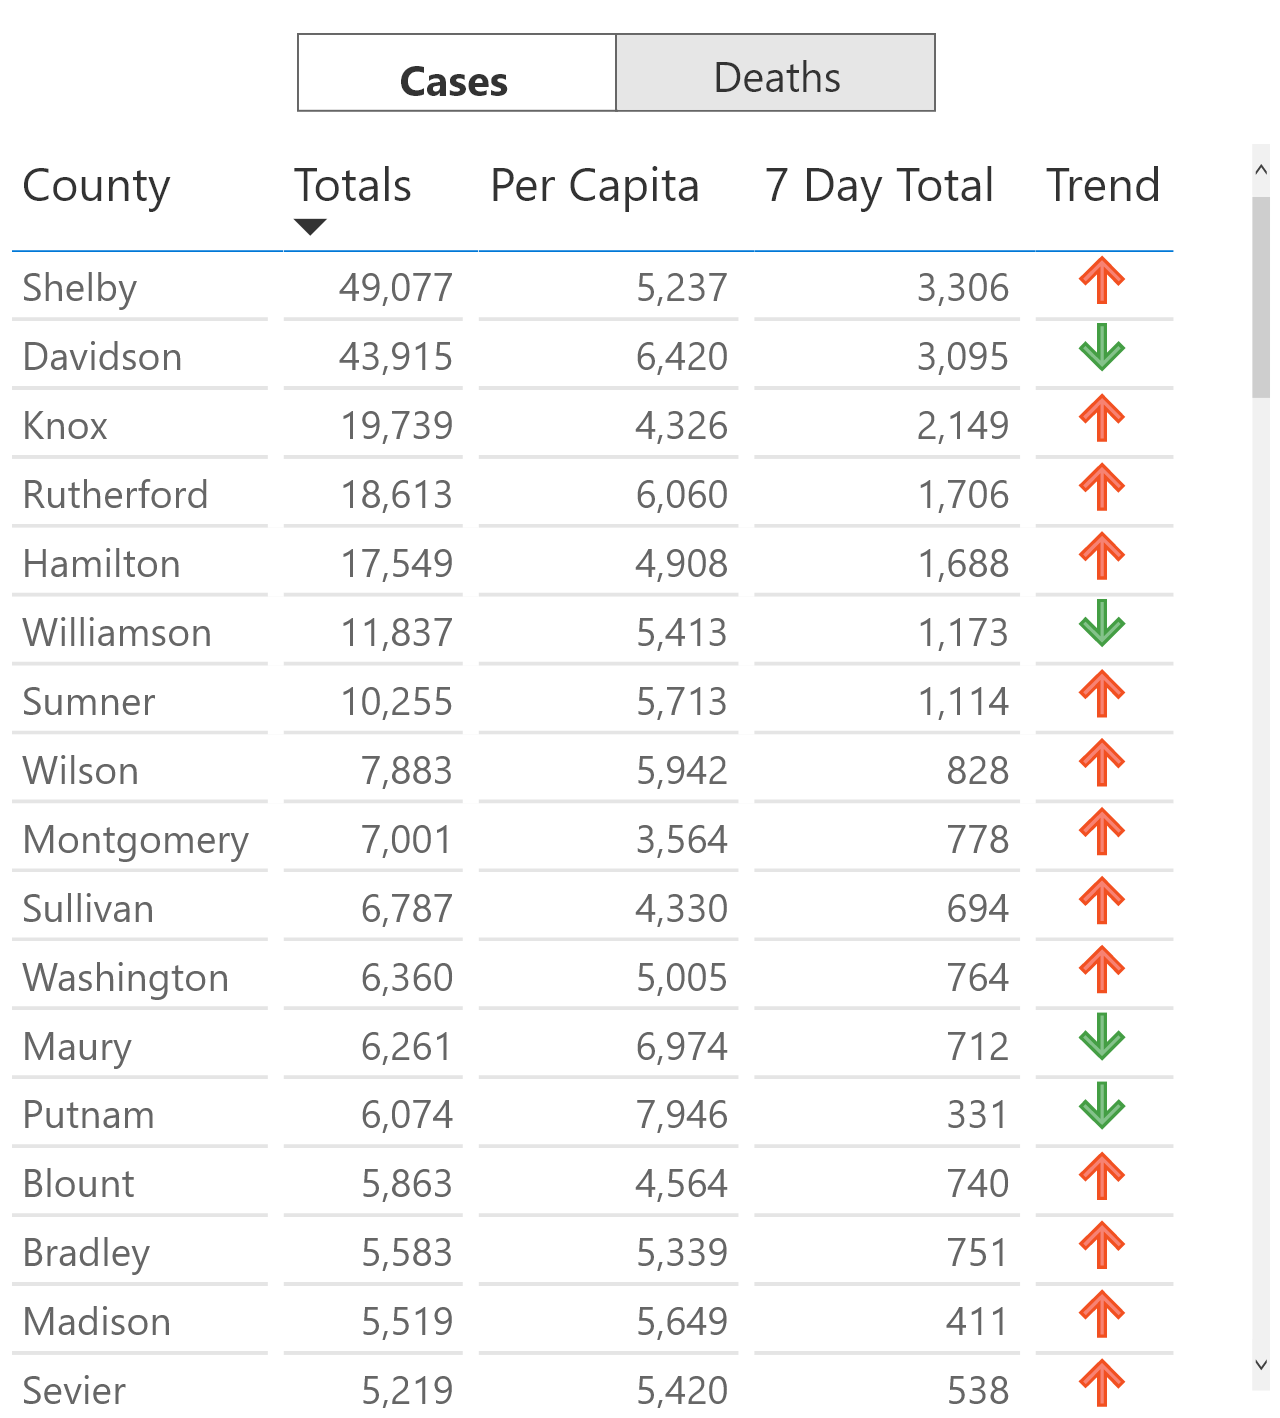 Cases Deaths
County Totals Per Capita 7 Day Total Trend
Shelby 49,077 5,237 3,306
Davidson 43,915 6,420 3,095
Knox 19,739 4,326 2,149
Rutherford 18,613 6,060 1,706
Hamilton 17,549 4,908 1,688
Williamson 11,837 5,413 1,173
Sumner 10,255 5,713 1,114
Wilson 7,883 5,942 828
Montgomery 7,001 3,564 778
Sullivan 6,787 4,330 694
Washington 6,360 5,005 764
Maury 6,261 6,974 712
Putnam 6,074 7,946 331
Blount 5,863 4,564 740
Bradley 5,583 5,339 751
Madison 5,519 5,649 411
Sevier 5,219 5,420 538